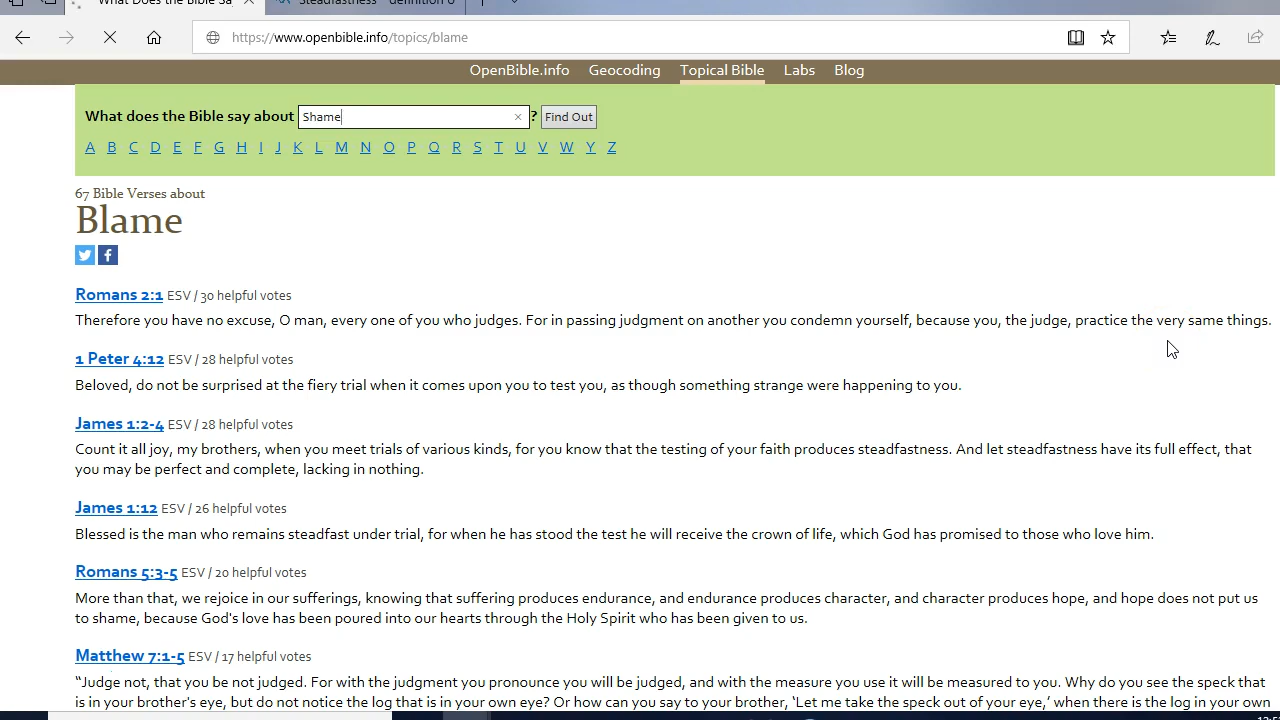 What Does the Bible Sa
Steadfastness - definition o
https://www.openbible.info/topics/blame
OpenBible.info Geocoding Topical Bible Labs Blog
What does the Bible say about Shame ? Find Out
A B C D E F G H I J K L M N O P Q R S T U V W Y Z
67 Bible Verses about
Blame
Romans 2:1 ESV / 30 helpful votes
Therefore you have no excuse, O man, every one of you who judges. For in passing judgment on another you condemn yourself, because you, the judge, practice the very same things.
1 Peter 4:12 ESV / 28 helpful votes
Beloved, do not be surprised at the fiery trial when it comes upon you to test you, as though something strange were happening to you.
James 1:2-4 ESV / 28 helpful votes
Count it all joy, my brothers, when you meet trials of various kinds, for you know that the testing of your faith produces steadfastness. And let steadfastness have its full effect, that
you may be perfect and complete, lacking in nothing.
James 1:12 ESV / 26 helpful votes
Blessed is the man who remains steadfast under trial, for when he has stood the test he will receive the crown of life, which God has promised to those who love him.
Romans 5:3-5 ESV / 20 helpful votes
More than that, we rejoice in our sufferings, knowing that suffering produces endurance, and endurance produces character, and character produces hope, and hope does not put us
to shame, because God's love has been poured into our hearts through the Holy Spirit who has been given to us.
Matthew 7:1-5 ESV / 17 helpful votes
“Judge not, that you be not judged. For with the judgment you pronounce you will be judged, and with the measure you use it will be measured to you. Why do you see the speck that
is in your brother's eye, but do not notice the log that is in your own eye? Or how can you say to your brother, ‘Let me take the speck out of your eye,’ when there is the log in your own